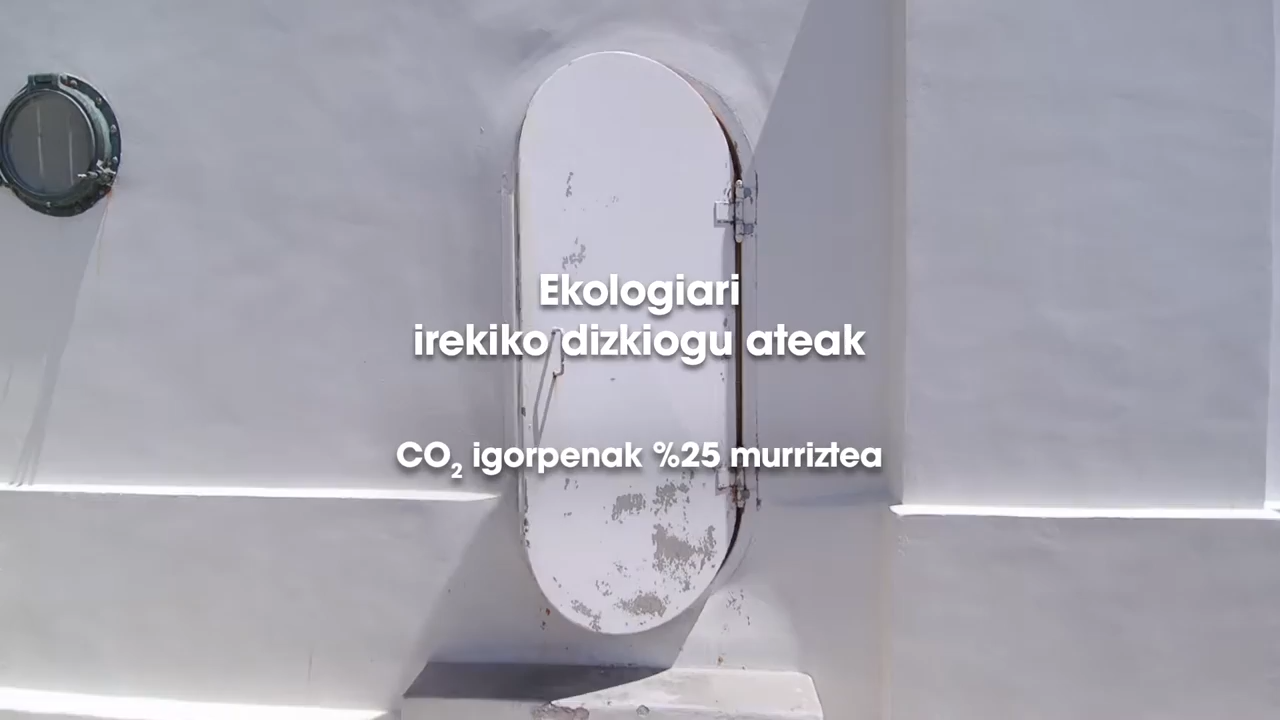 Ekologiari
irekiko dizkiogu ateak
CO₂ igorpenak %25 murriztea